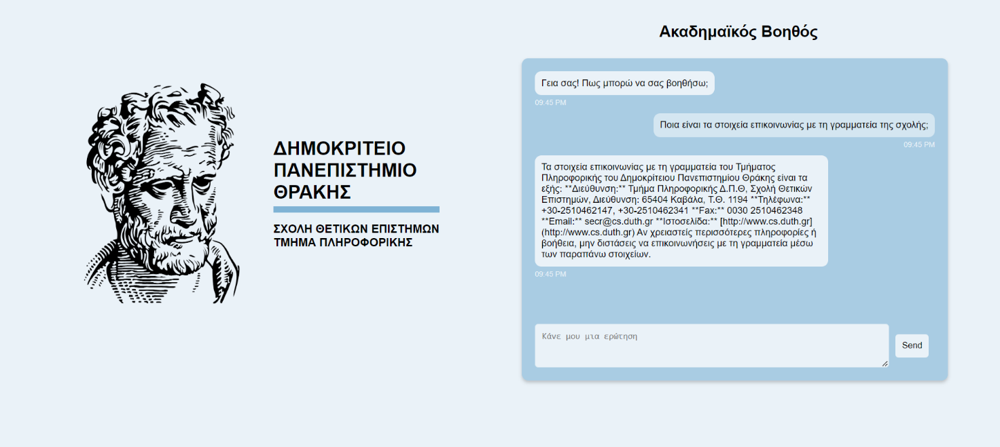 ΔΗΜΟΚΡΙΤΕΙΟ
ΠΑΝΕΠΙΣΤΗΜΙΟ
ΘΡΑΚΗΣ
ΣΧΟΛΗ ΘΕΤΙΚΩΝ ΕΠΙΣΤΗΜΩΝ
ΤΜΗΜΑ ΠΛΗΡΟΦΟΡΙΚΗΣ
Ακαδημαϊκός Βοηθός
Γεια σας! Πως μπορώ να σας βοηθήσω;
09:45 PM
Ποια είναι τα στοιχεία επικοινωνίας με τη γραμματεία της σχολής;
09:45 PM
Τα στοιχεία επικοινωνίας με τη γραμματεία του Τμήματος
Πληροφορικής του Δημοκρίτειου Πανεπιστημίου Θράκης είναι τα
εξής: **Διεύθυνση:** Τμήμα Πληροφορικής Δ.Π.Θ, Σχολή Θετικών
Επιστημών, Διεύθυνση: 65404 Καβάλα, Τ.Θ. 1194 **Τηλέφωνα:**
+30-2510462147, +30-2510462341 **Fax:** 0030 2510462348
**Email:** secr@cs.duth.gr **Ιστοσελίδα:** [http://www.cs.duth.gr]
(http://www.cs.duth.gr) Αν χρειαστείς περισσότερες πληροφορίες ή
βοήθεια, μην διστάσεις να επικοινωνήσεις με τη γραμματεία μέσω
των παραπάνω στοιχείων.
09:45 PM
Κάνε μου μια ερώτηση
Send